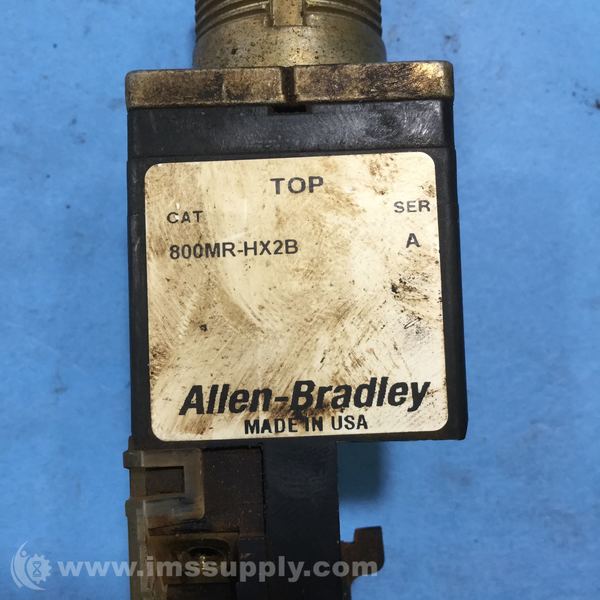 TOP
CAT SER
800MR-HX2B A
Allen-Bradley
MADE IN USA
www.imssupply.com